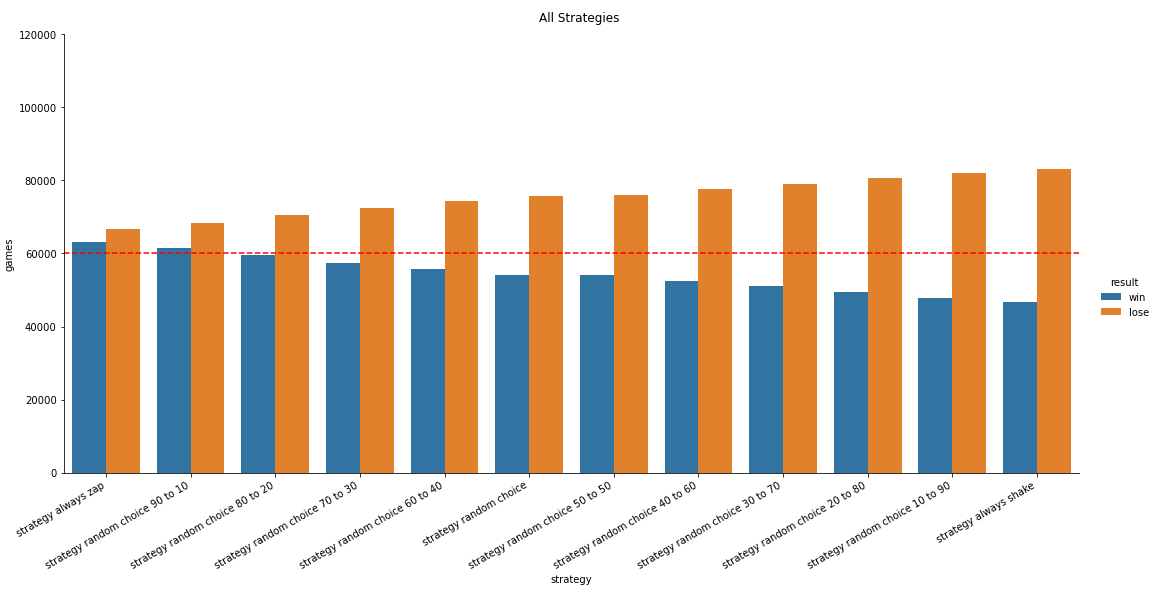 All Strategies
120000
100000
80000
60000
40000
20000
0
games
strategy always zap
strategy random choice 90 to 10
strategy random choice 80 to 20
strategy random choice 70 to 30
strategy random choice 60 to 40
strategy random choice
strategy random choice 50 to 50
strategy random choice 40 to 60
strategy random choice 30 to 70
strategy random choice 20 to 80
strategy random choice 10 to 90
strategy always shake
strategy
result
win
lose